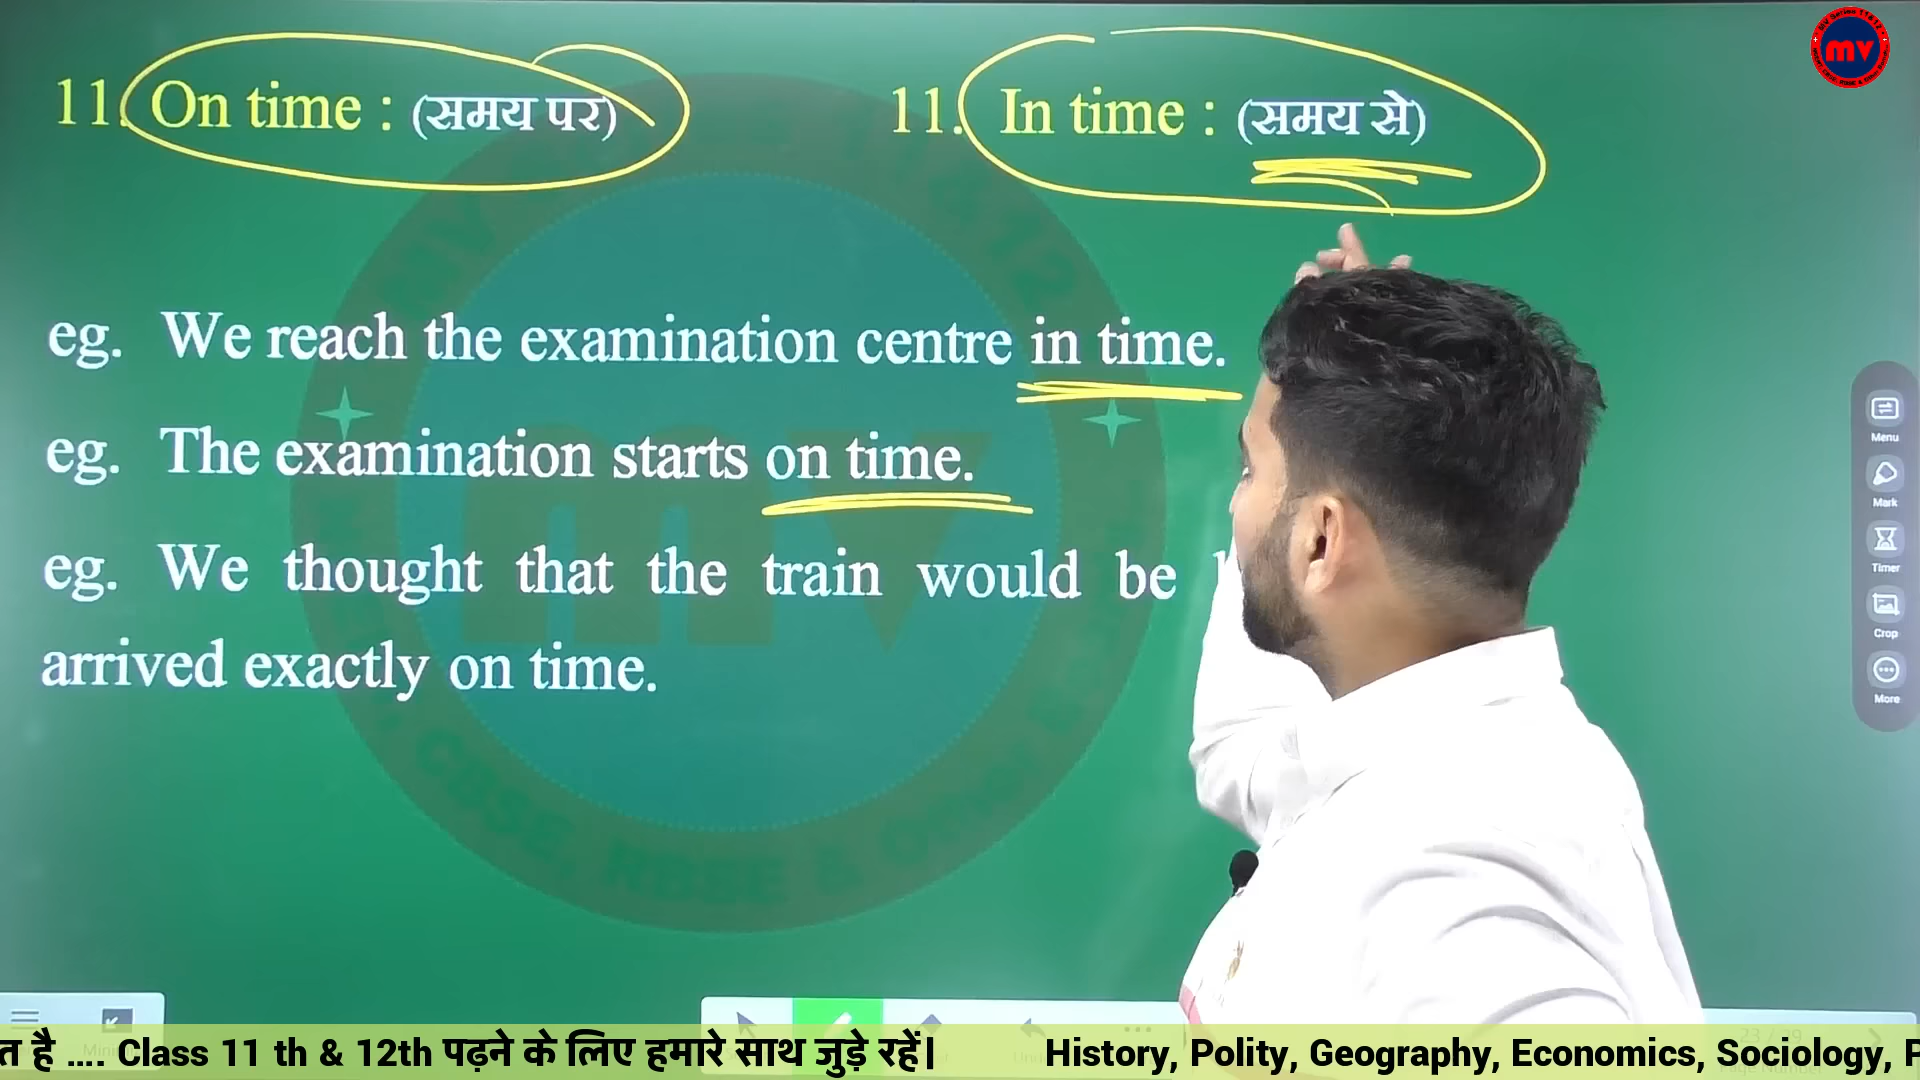 11. On time : (समय पर)
11. In time : (समय से)
eg. We reach the examination centre in time.
eg. The examination starts on time.
eg. We thought that the train would be
arrived exactly on time.
mv
Menu
Mark
Timer
Crop
More
त है .... Class 11 th & 12th पढ़ने के लिए हमारे साथ जुड़े रहें| History, Polity, Geography, Economics, Sociology, P